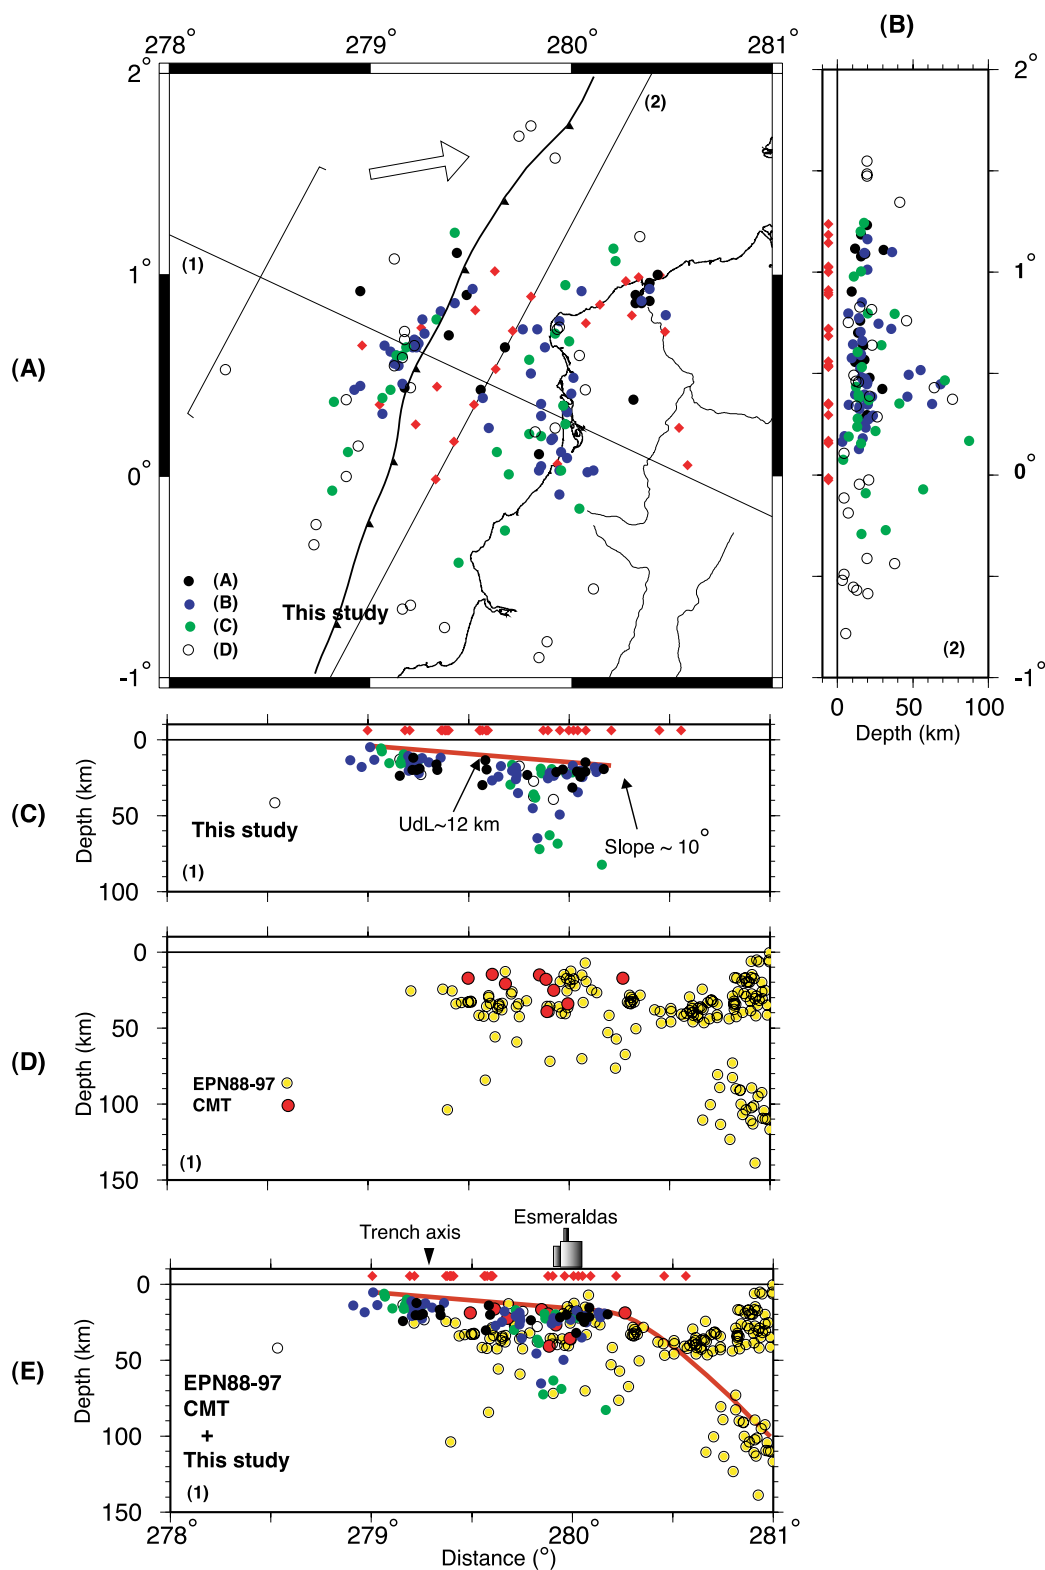 (B)
278° 279° 280° 281°
2° 2°
(2)
(1)
1° 1°
(A)
0° 0°
(A)
(B)
(C)
(D)
This study
-1° -1°
(2)
0 50 100
Depth (km)
(C)
Depth (km)
0
50
100
UdL~12 km
This study
Slope ~ 10°
(1)
(D)
Depth (km)
0
50
100
150
EPN88-97
CMT
(1)
Esmeraldas
Trench axis
(E)
Depth (km)
0
50
100
150
EPN88-97
CMT
+
This study
(1)
278° 279° 280° 281°
Distance (°)